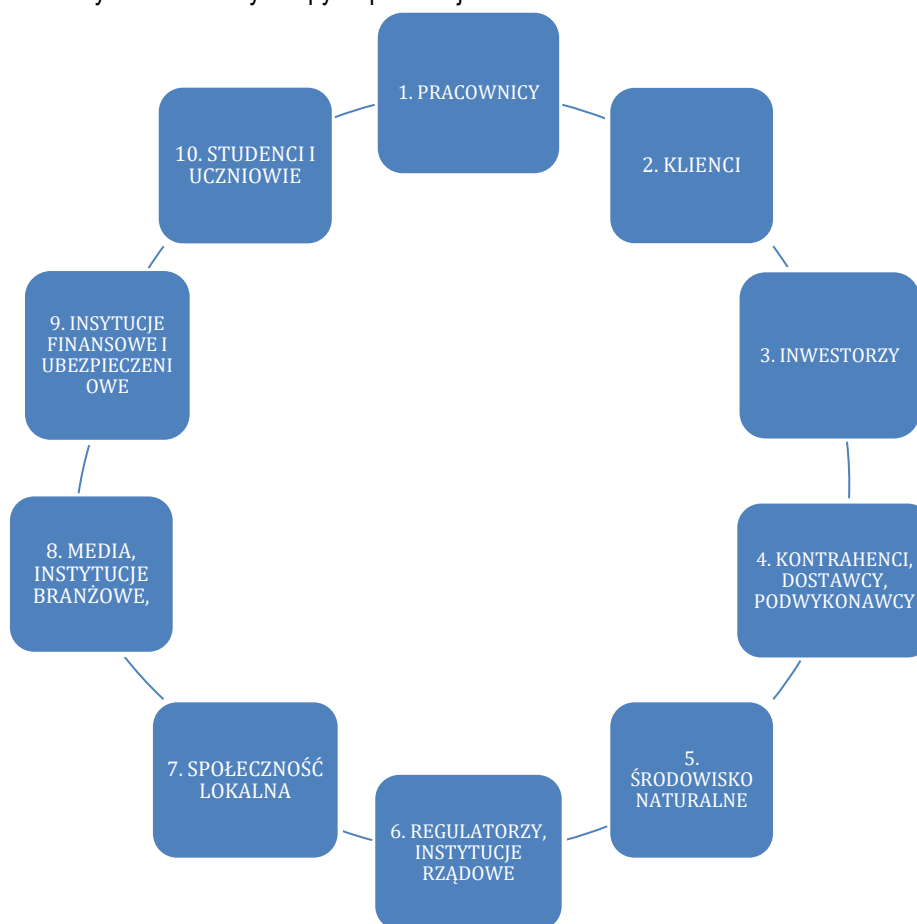 1. PRACOWNICY
2. KLIENCI
3. INWESTORZY
4. KONTRAHENCI,
DOSTAWCY,
PODWYKONAWCY
5.
ŚRODOWISKO
NATURALNE
6. REGULATORZY,
INSTYTUCJE
RZĄDOWE
7. SPOŁECZNOŚĆ
LOKALNA
8. MEDIA,
INSTYTUCJE
BRANŻOWE,
9. INSYTUCJE
FINANSOWE I
UBEZPIECZENI
OWE
10. STUDENCI I
UCZNIOWIE